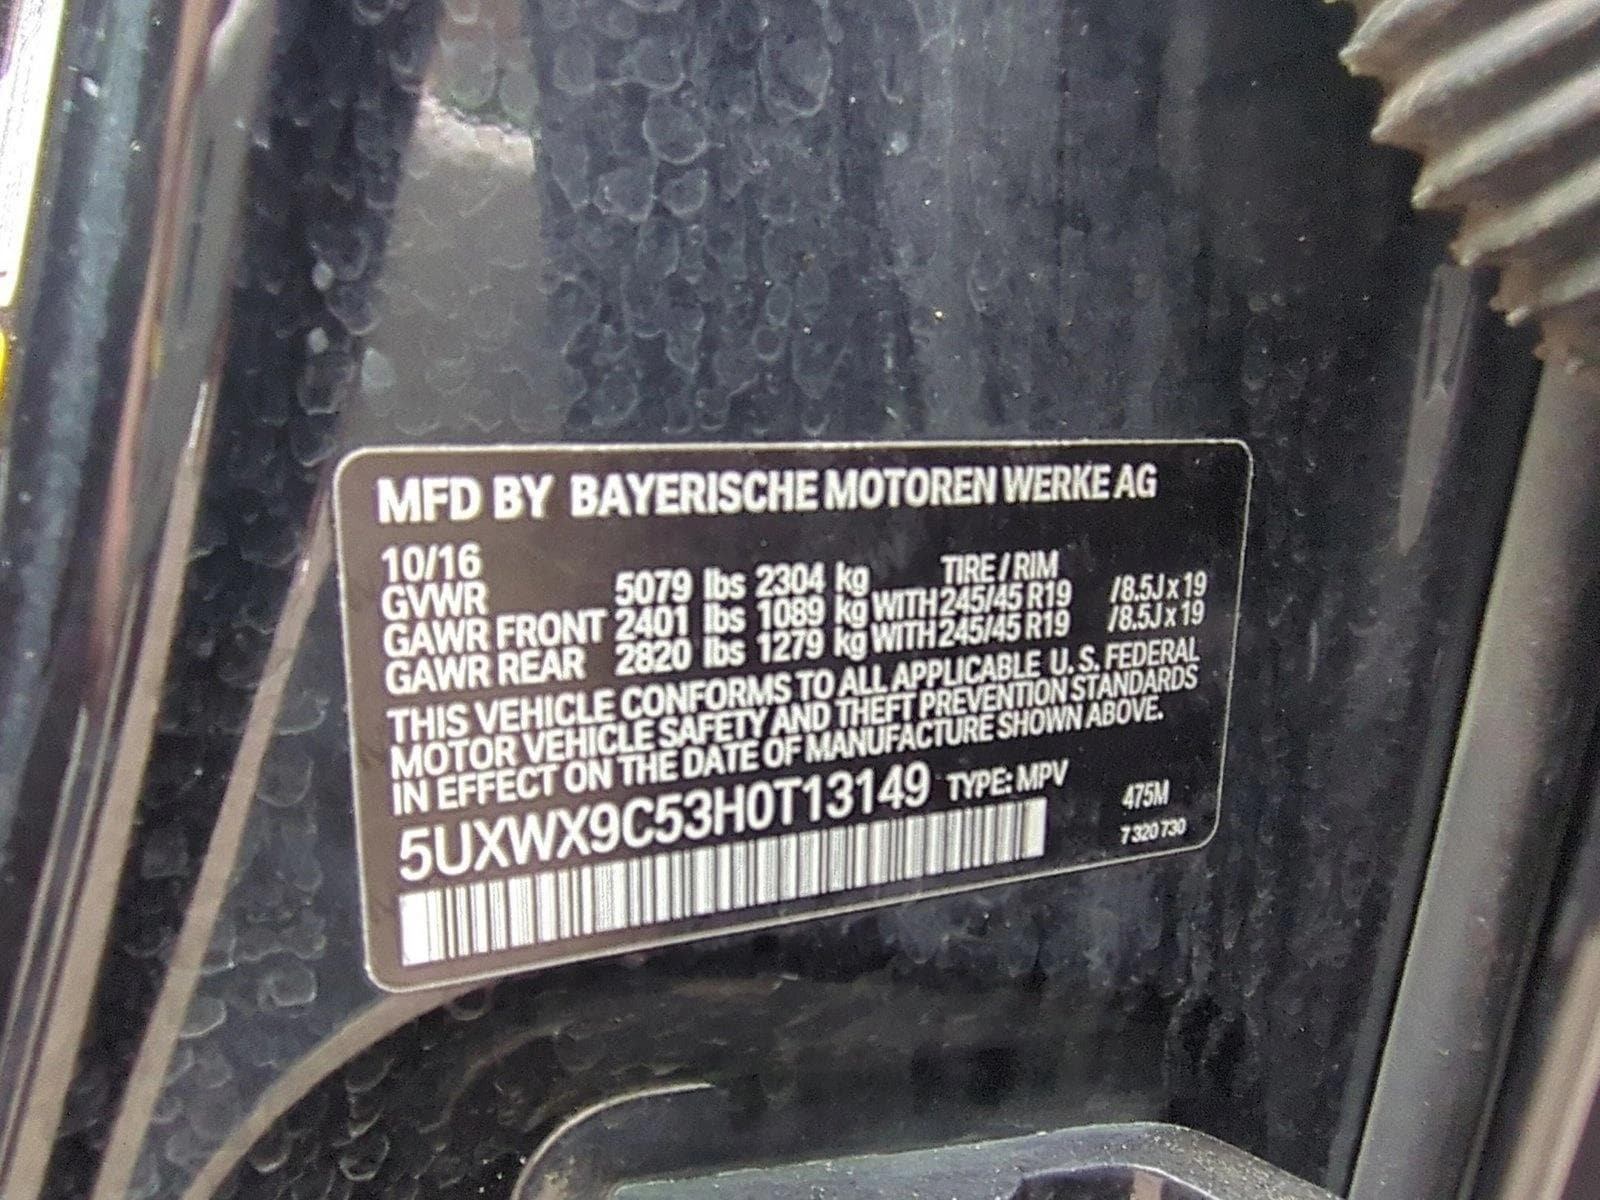 MFD BY BAYERISCHE MOTOREN WERKE AG
10/16 TIRE / RIM
GVWR 5079 lbs 2304 kg
GAWR FRONT 2401 lbs 1089 kg WITH 245/45 R19 /8.5J x 19
GAWR REAR 2820 lbs 1279 kg WITH 245/45 R19 /8.5J x 19
THIS VEHICLE CONFORMS TO ALL APPLICABLE U. S. FEDERAL
MOTOR VEHICLE SAFETY AND THEFT PREVENTION STANDARDS
IN EFFECT ON THE DATE OF MANUFACTURE SHOWN ABOVE.
5UXWX9C53H0T13149 TYPE: MPV 475M
7 320 730